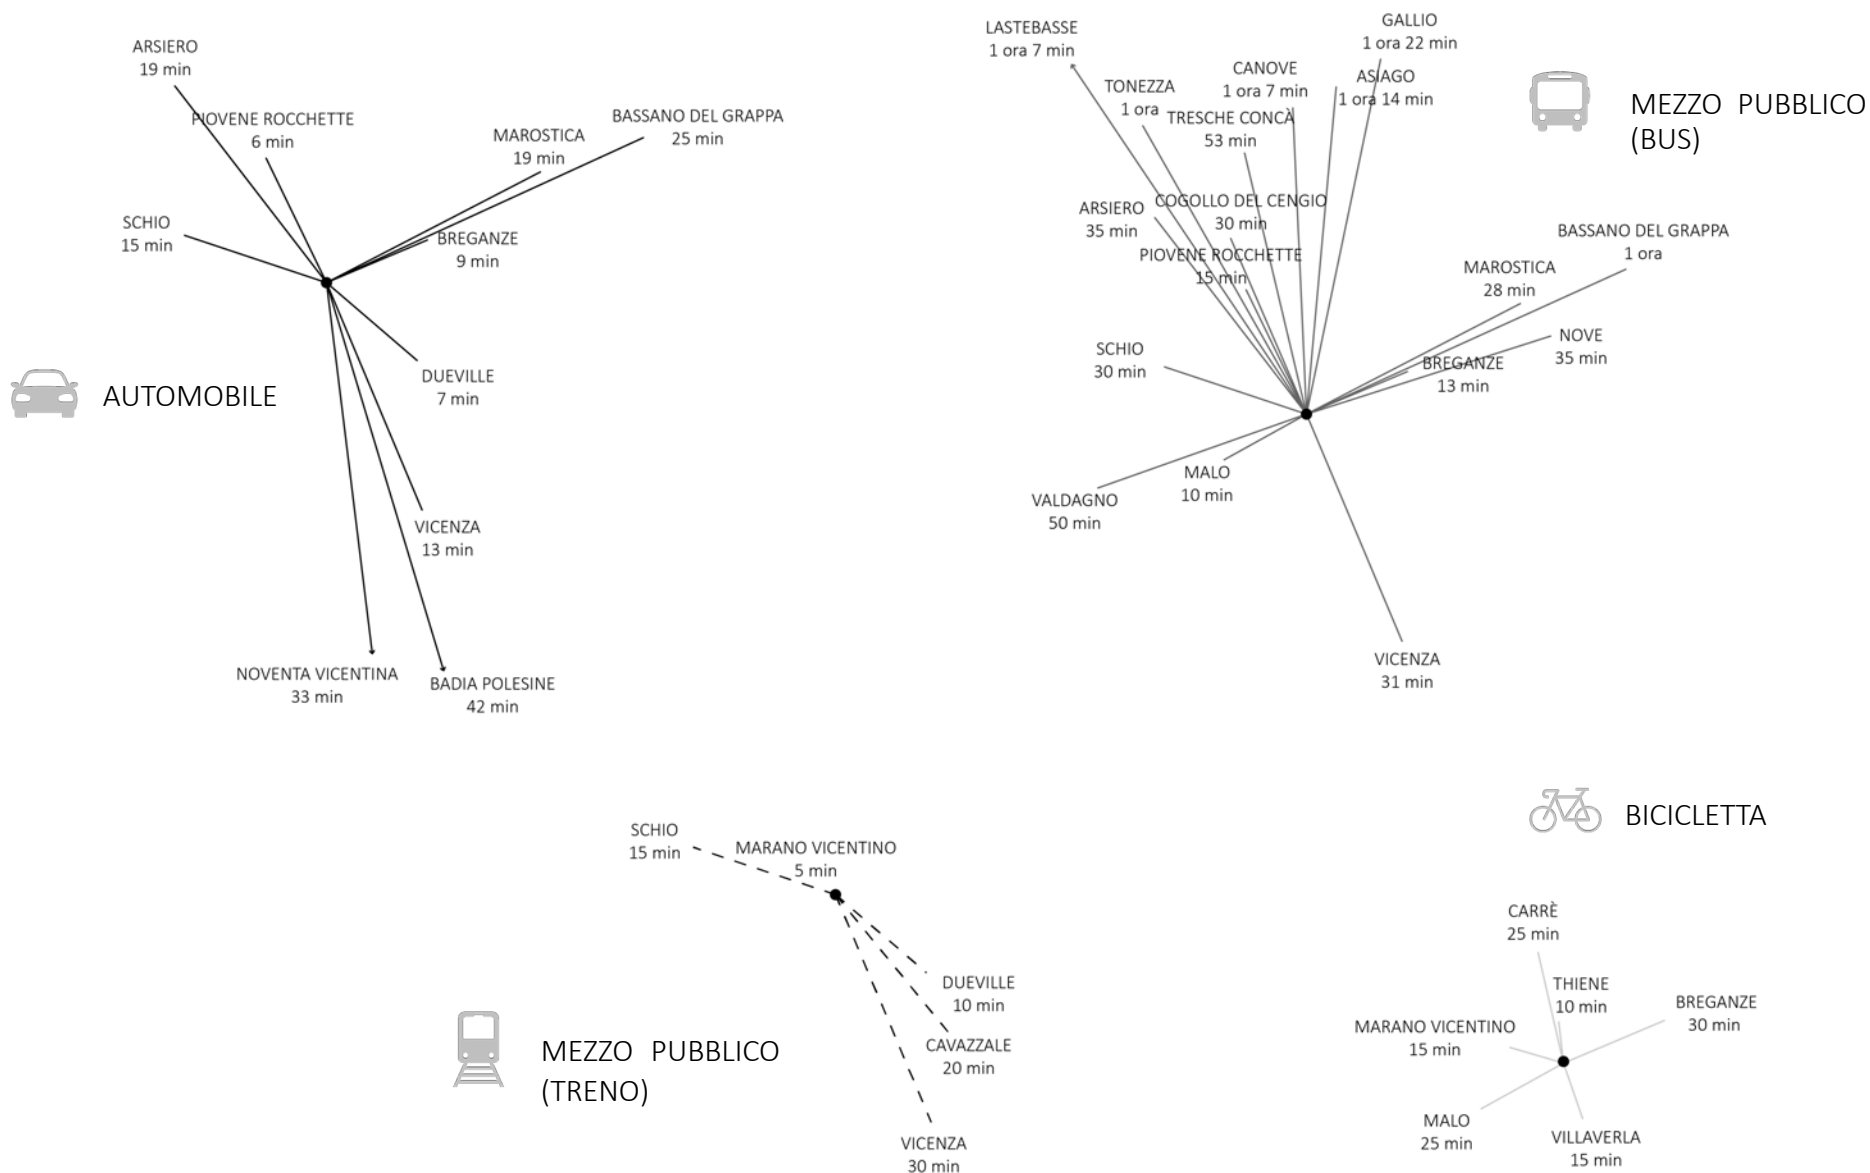 ARSIERO
19 min
PIOVENE ROCCHETTE
6 min
MAROSTICA
19 min
BASSANO DEL GRAPPA
25 min
SCHIO
15 min
BREGANZE
9 min
DUEVILLE
7 min
AUTOMOBILE
VICENZA
13 min
NOVENTA VICENTINA
33 min
BADIA POLESINE
42 min
LASTEBASSE
1 ora 7 min
GALLIO
1 ora 22 min
TONEZZA
1 ora
CANOVE
1 ora 7 min
ASIAGO
1 ora 14 min
TRESCHE CONCÀ
53 min
MEZZO PUBBLICO
(BUS)
ARSIERO
35 min
COGOLLO DEL CENGIO
30 min
PIOVENE ROCCHETTE
15 min
BASSANO DEL GRAPPA
1 ora
MAROSTICA
28 min
NOVE
35 min
SCHIO
30 min
BREGANZE
13 min
MALO
10 min
VALDAGNO
50 min
VICENZA
31 min
SCHIO
15 min
MARANO VICENTINO
5 min
DUEVILLE
10 min
CAVAZZALE
20 min
VICENZA
30 min
MEZZO PUBBLICO
(TRENO)
BICICLETTA
CARRÈ
25 min
THIENE
10 min
BREGANZE
30 min
MARANO VICENTINO
15 min
MALO
25 min
VILLAVERLA
15 min